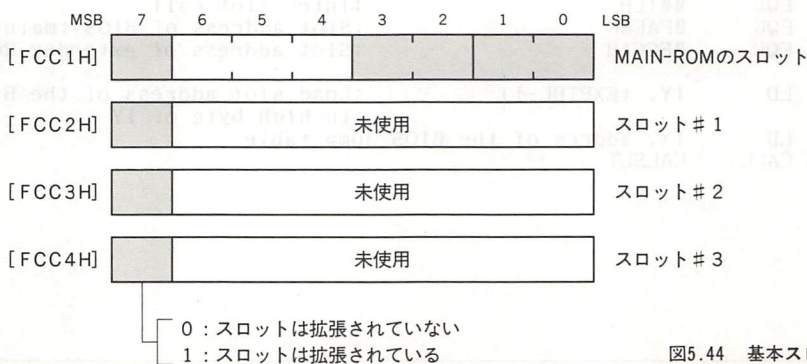 MSB 7 6 5 4 3 2 1 0 LSB
[FCC1H] MAIN-ROMのスロット
[FCC2H] 未使用 スロット#1
[FCC3H] 未使用 スロット#2
[FCC4H] 未使用 スロット#3
0:スロットは拡張されていない
1:スロットは拡張されている
図5.44 基本ス